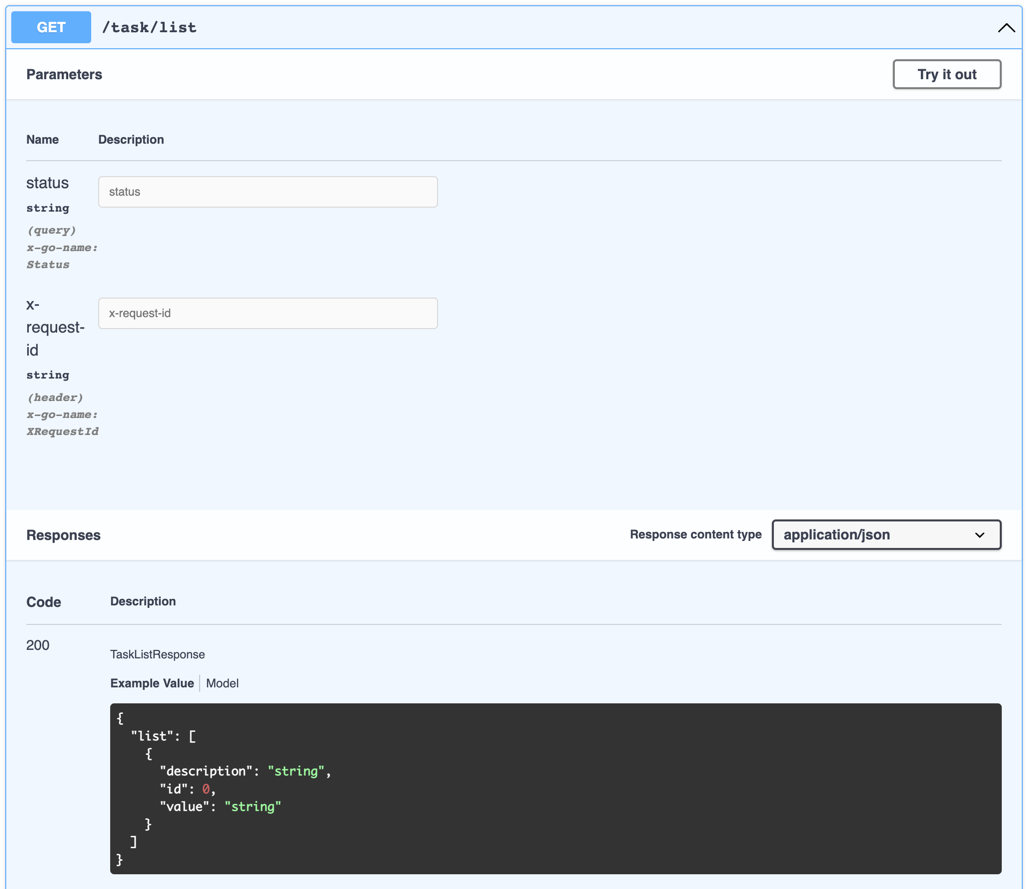 GET /task/list
Parameters
Try it out
Name Description
status
string
(query)
x-go-name:
Status
status
x-
request-
id
string
(header)
x-go-name:
XRequestId
x-request-id
Responses
Response content type application/json
Code Description
200
TaskListResponse
Example Value Model
{
  "list": [
    {
      "description": "string",
      "id": 0,
      "value": "string"
    }
  ]
}